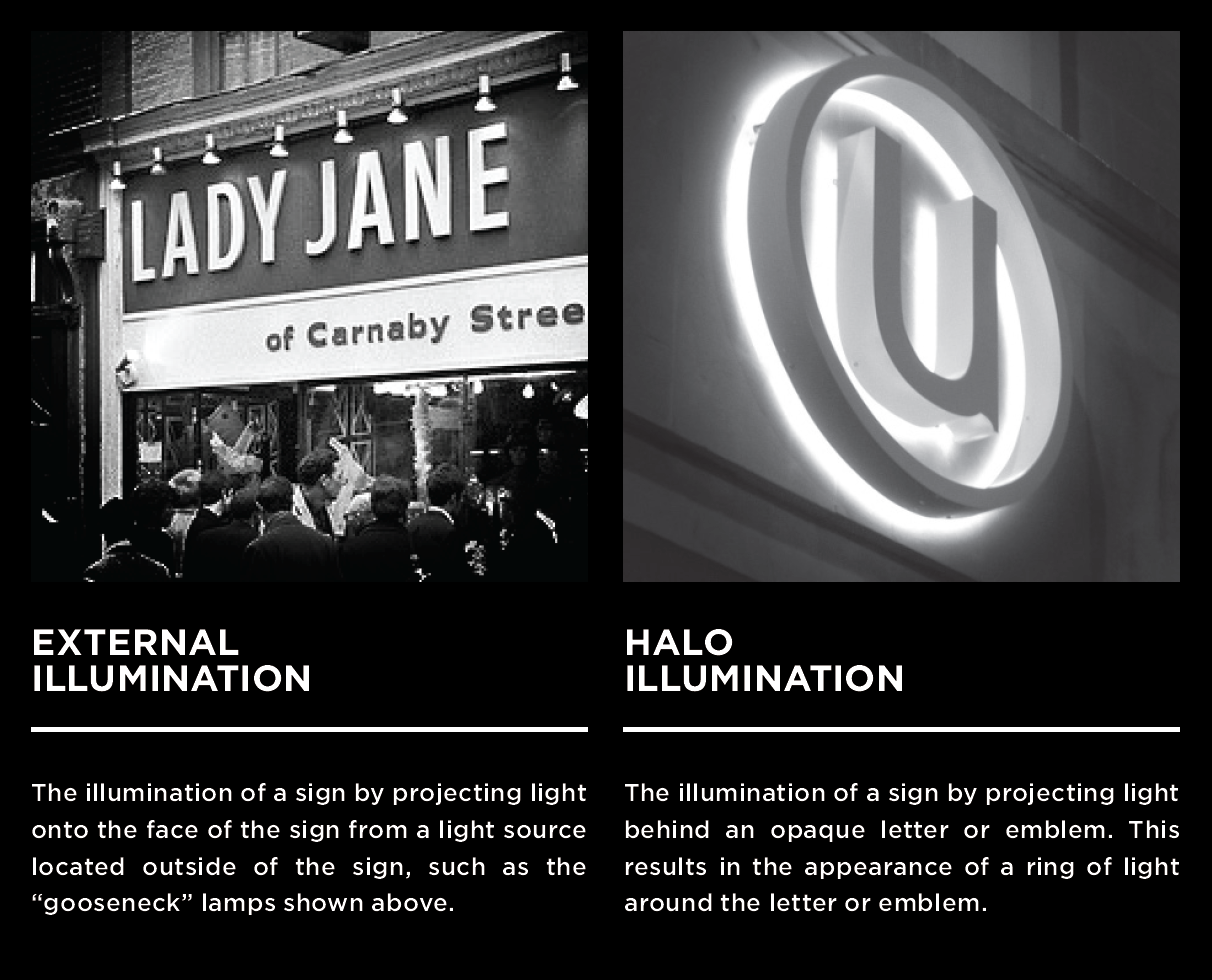 LADY JANE
of Carnaby Stree
U
EXTERNAL
ILLUMINATION
The illumination of a sign by projecting light
onto the face of the sign from a light source
located outside of the sign, such as the
“gooseneck” lamps shown above.
HALO
ILLUMINATION
The illumination of a sign by projecting light
behind an opaque letter or emblem. This
results in the appearance of a ring of light
around the letter or emblem.